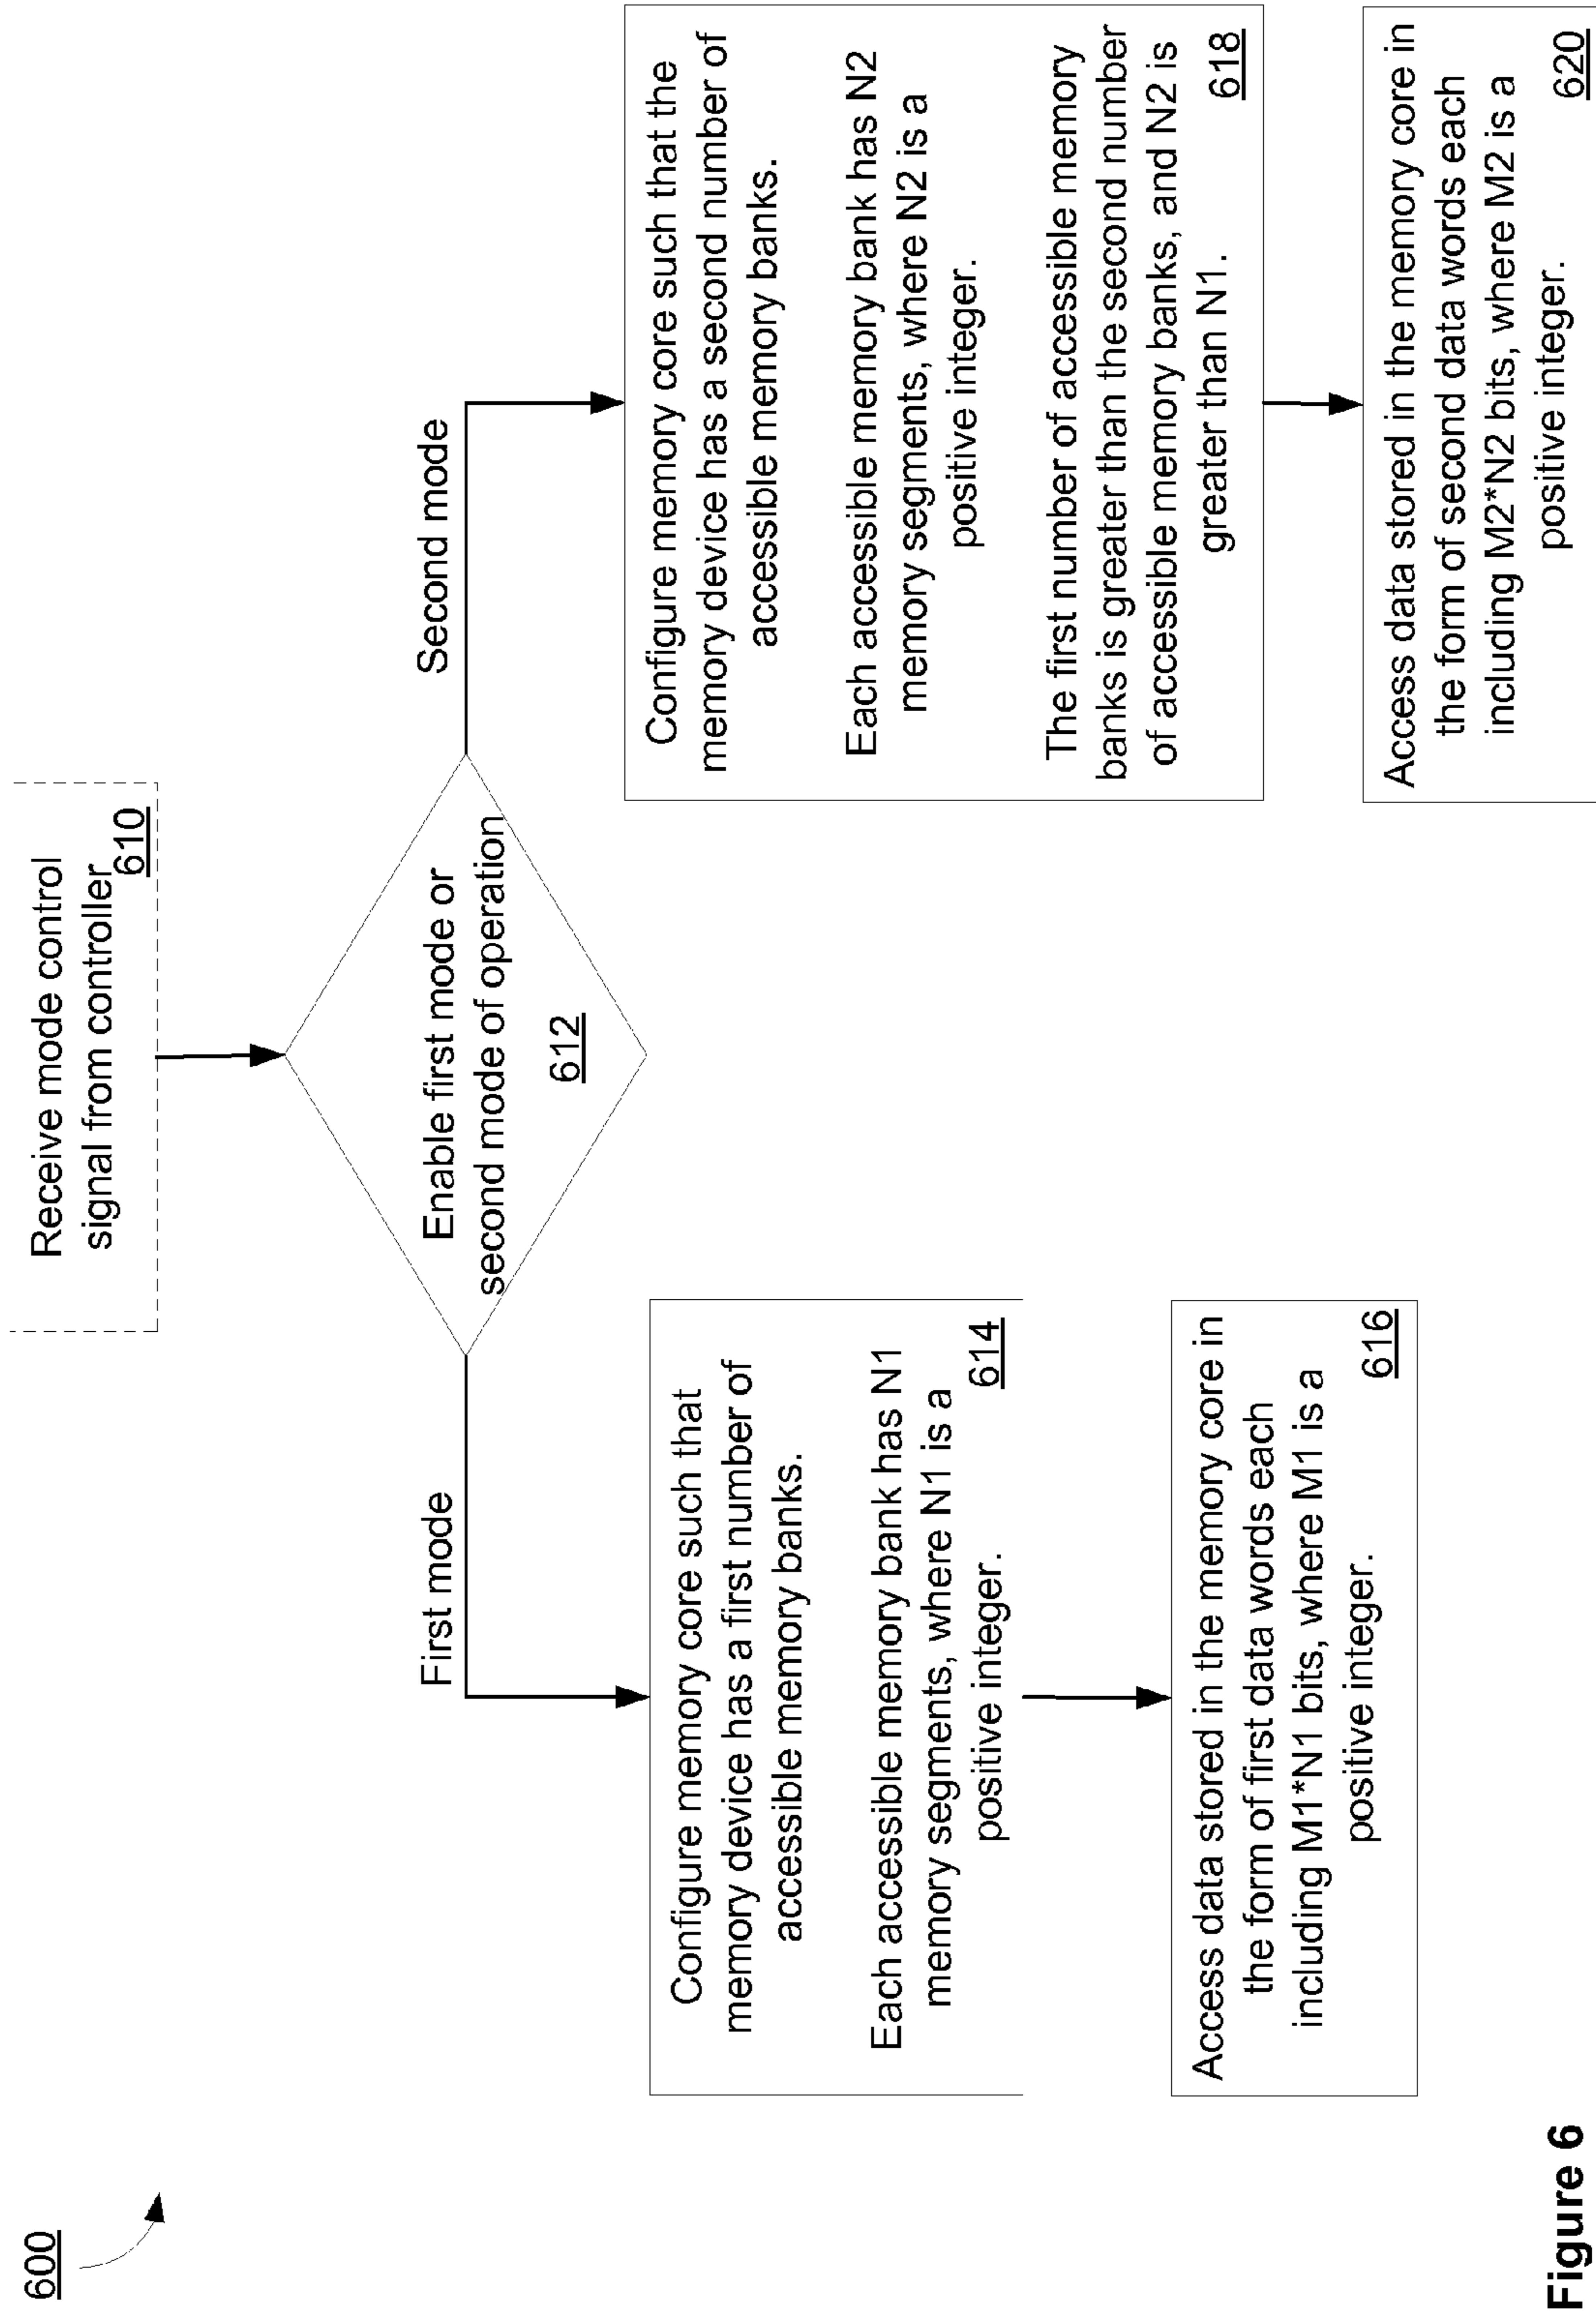 600
Receive mode control
signal from controller
610
Enable first mode or
second mode of operation
612
First mode
Second mode
Configure memory core such that
memory device has a first number of
accessible memory banks.
Each accessible memory bank has N1
memory segments, where N1 is a
positive integer.
614
Access data stored in the memory core in
the form of first data words each
including M1*N1 bits, where M1 is a
positive integer.
616
Configure memory core such that the
memory device has a second number of
accessible memory banks.
Each accessible memory bank has N2
memory segments, where N2 is a
positive integer.
The first number of accessible memory
banks is greater than the second number
of accessible memory banks, and N2 is
greater than N1.
618
Access data stored in the memory core in
the form of second data words each
including M2*N2 bits, where M2 is a
positive integer.
620
Figure 6